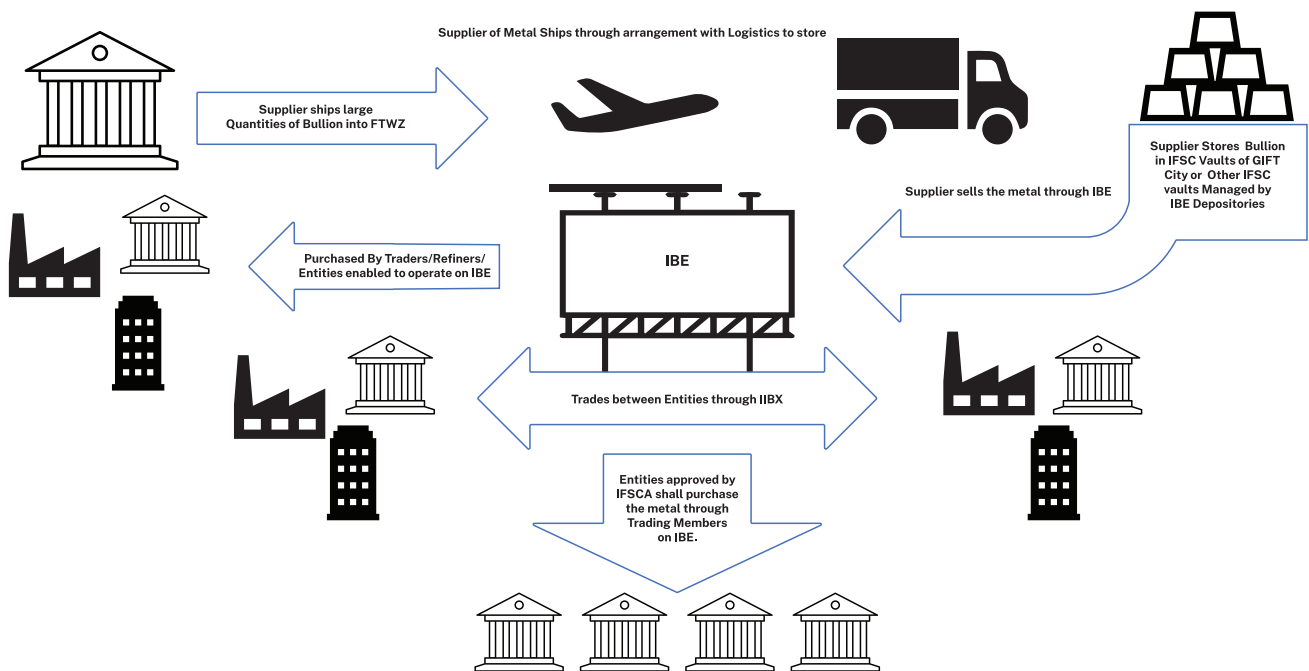 Supplier of Metal Ships through arrangement with Logistics to store
Supplier ships large
Quantities of Bullion into FTWZ
Supplier Stores Bullion
in IFSC Vaults of GIFT
City or Other IFSC
vaults Managed by
IBE Depositories
Supplier sells the metal through IBE
IBE
Purchased By Traders/Refiners/
Entities enabled to operate on IBE
Trades between Entities through IIBX
Entities approved by
IFSCA shall purchase
the metal through
Trading Members
on IBE.